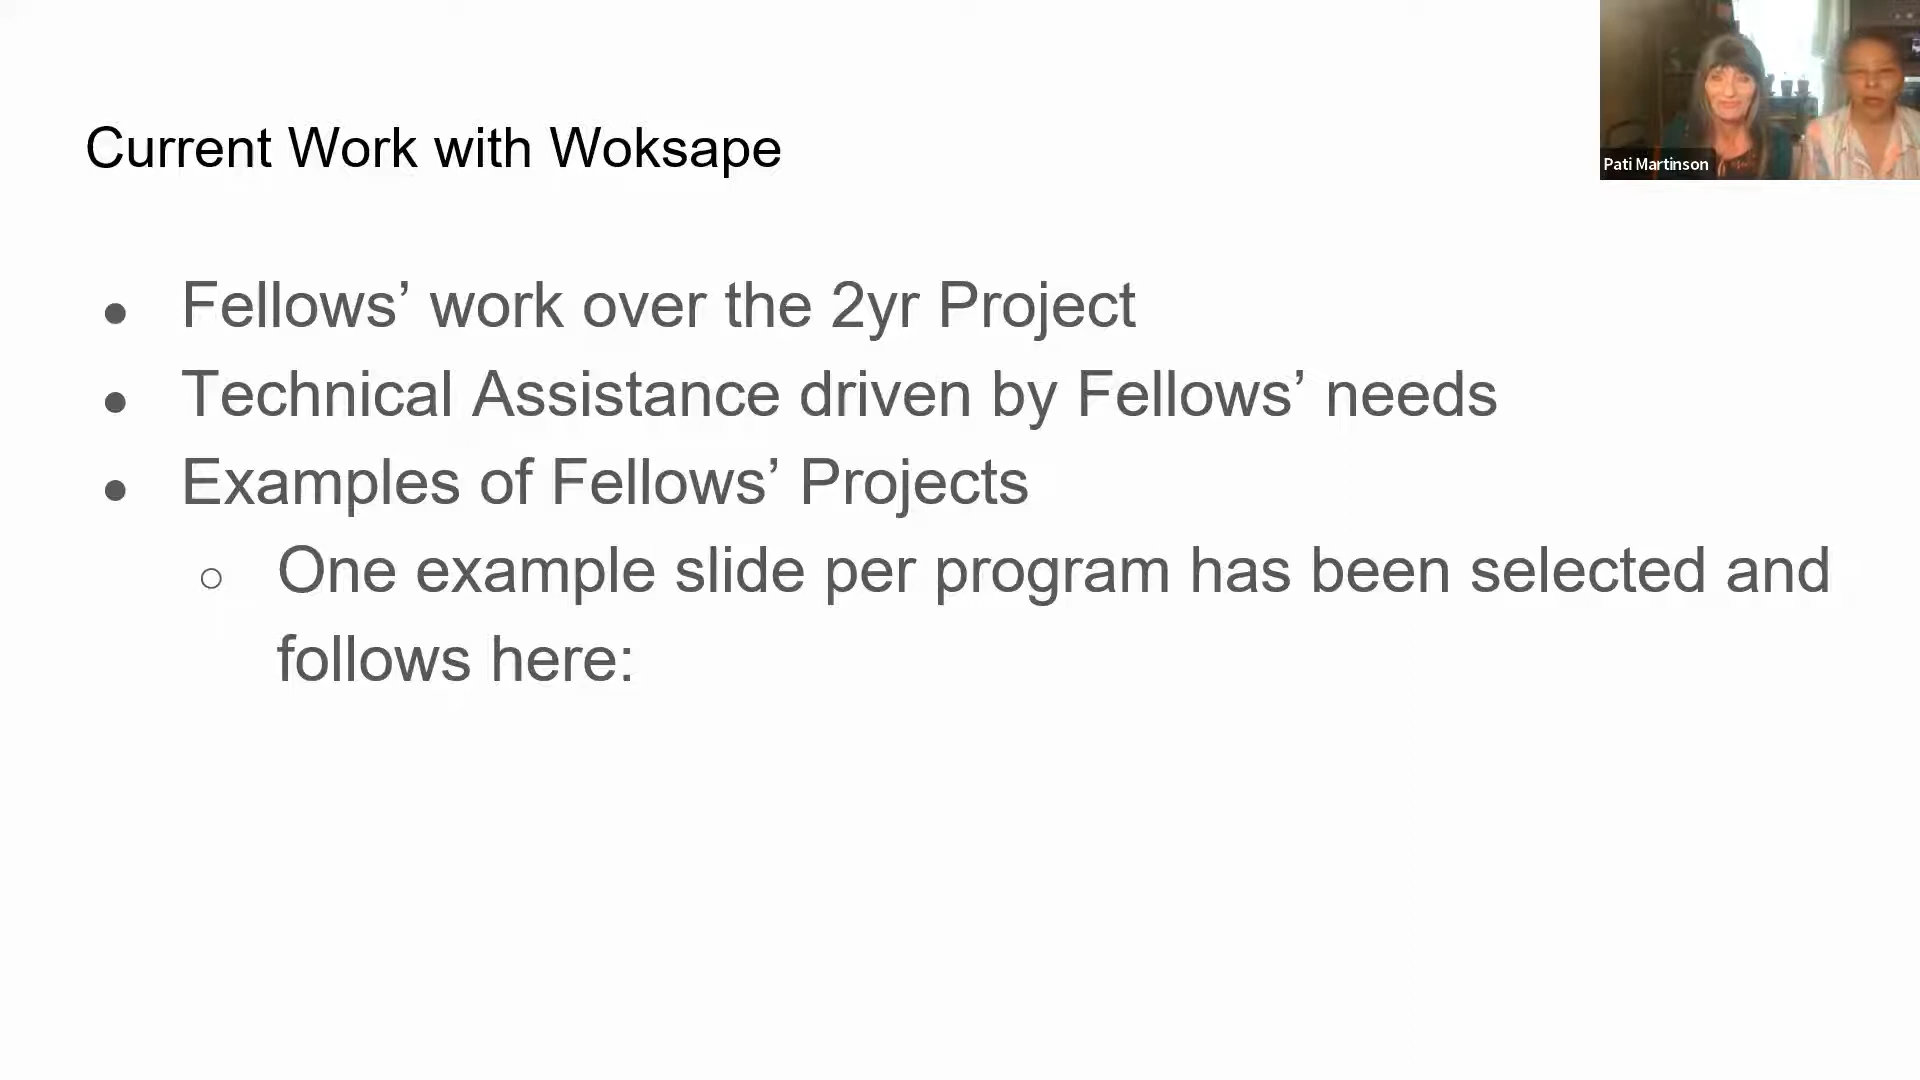 Current Work with Woksape
Pati Martinson
● Fellows’ work over the 2yr Project
● Technical Assistance driven by Fellows’ needs
● Examples of Fellows’ Projects
○ One example slide per program has been selected and
follows here: